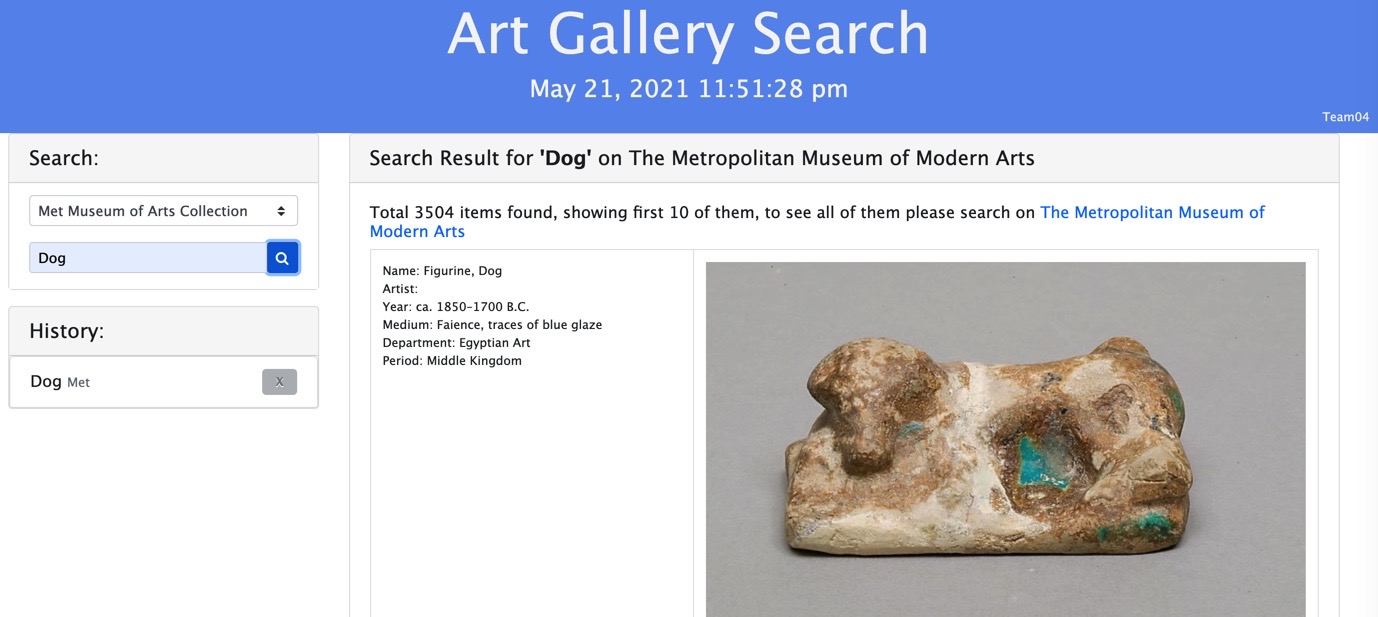 Art Gallery Search
May 21, 2021 11:51:28 pm
Team04
Search:
Met Museum of Arts Collection
Dog
History:
Dog Met
X
Search Result for 'Dog' on The Metropolitan Museum of Modern Arts
Total 3504 items found, showing first 10 of them, to see all of them please search on The Metropolitan Museum of
Modern Arts
Name: Figurine, Dog
Artist:
Year: ca. 1850–1700 B.C.
Medium: Faience, traces of blue glaze
Department: Egyptian Art
Period: Middle Kingdom